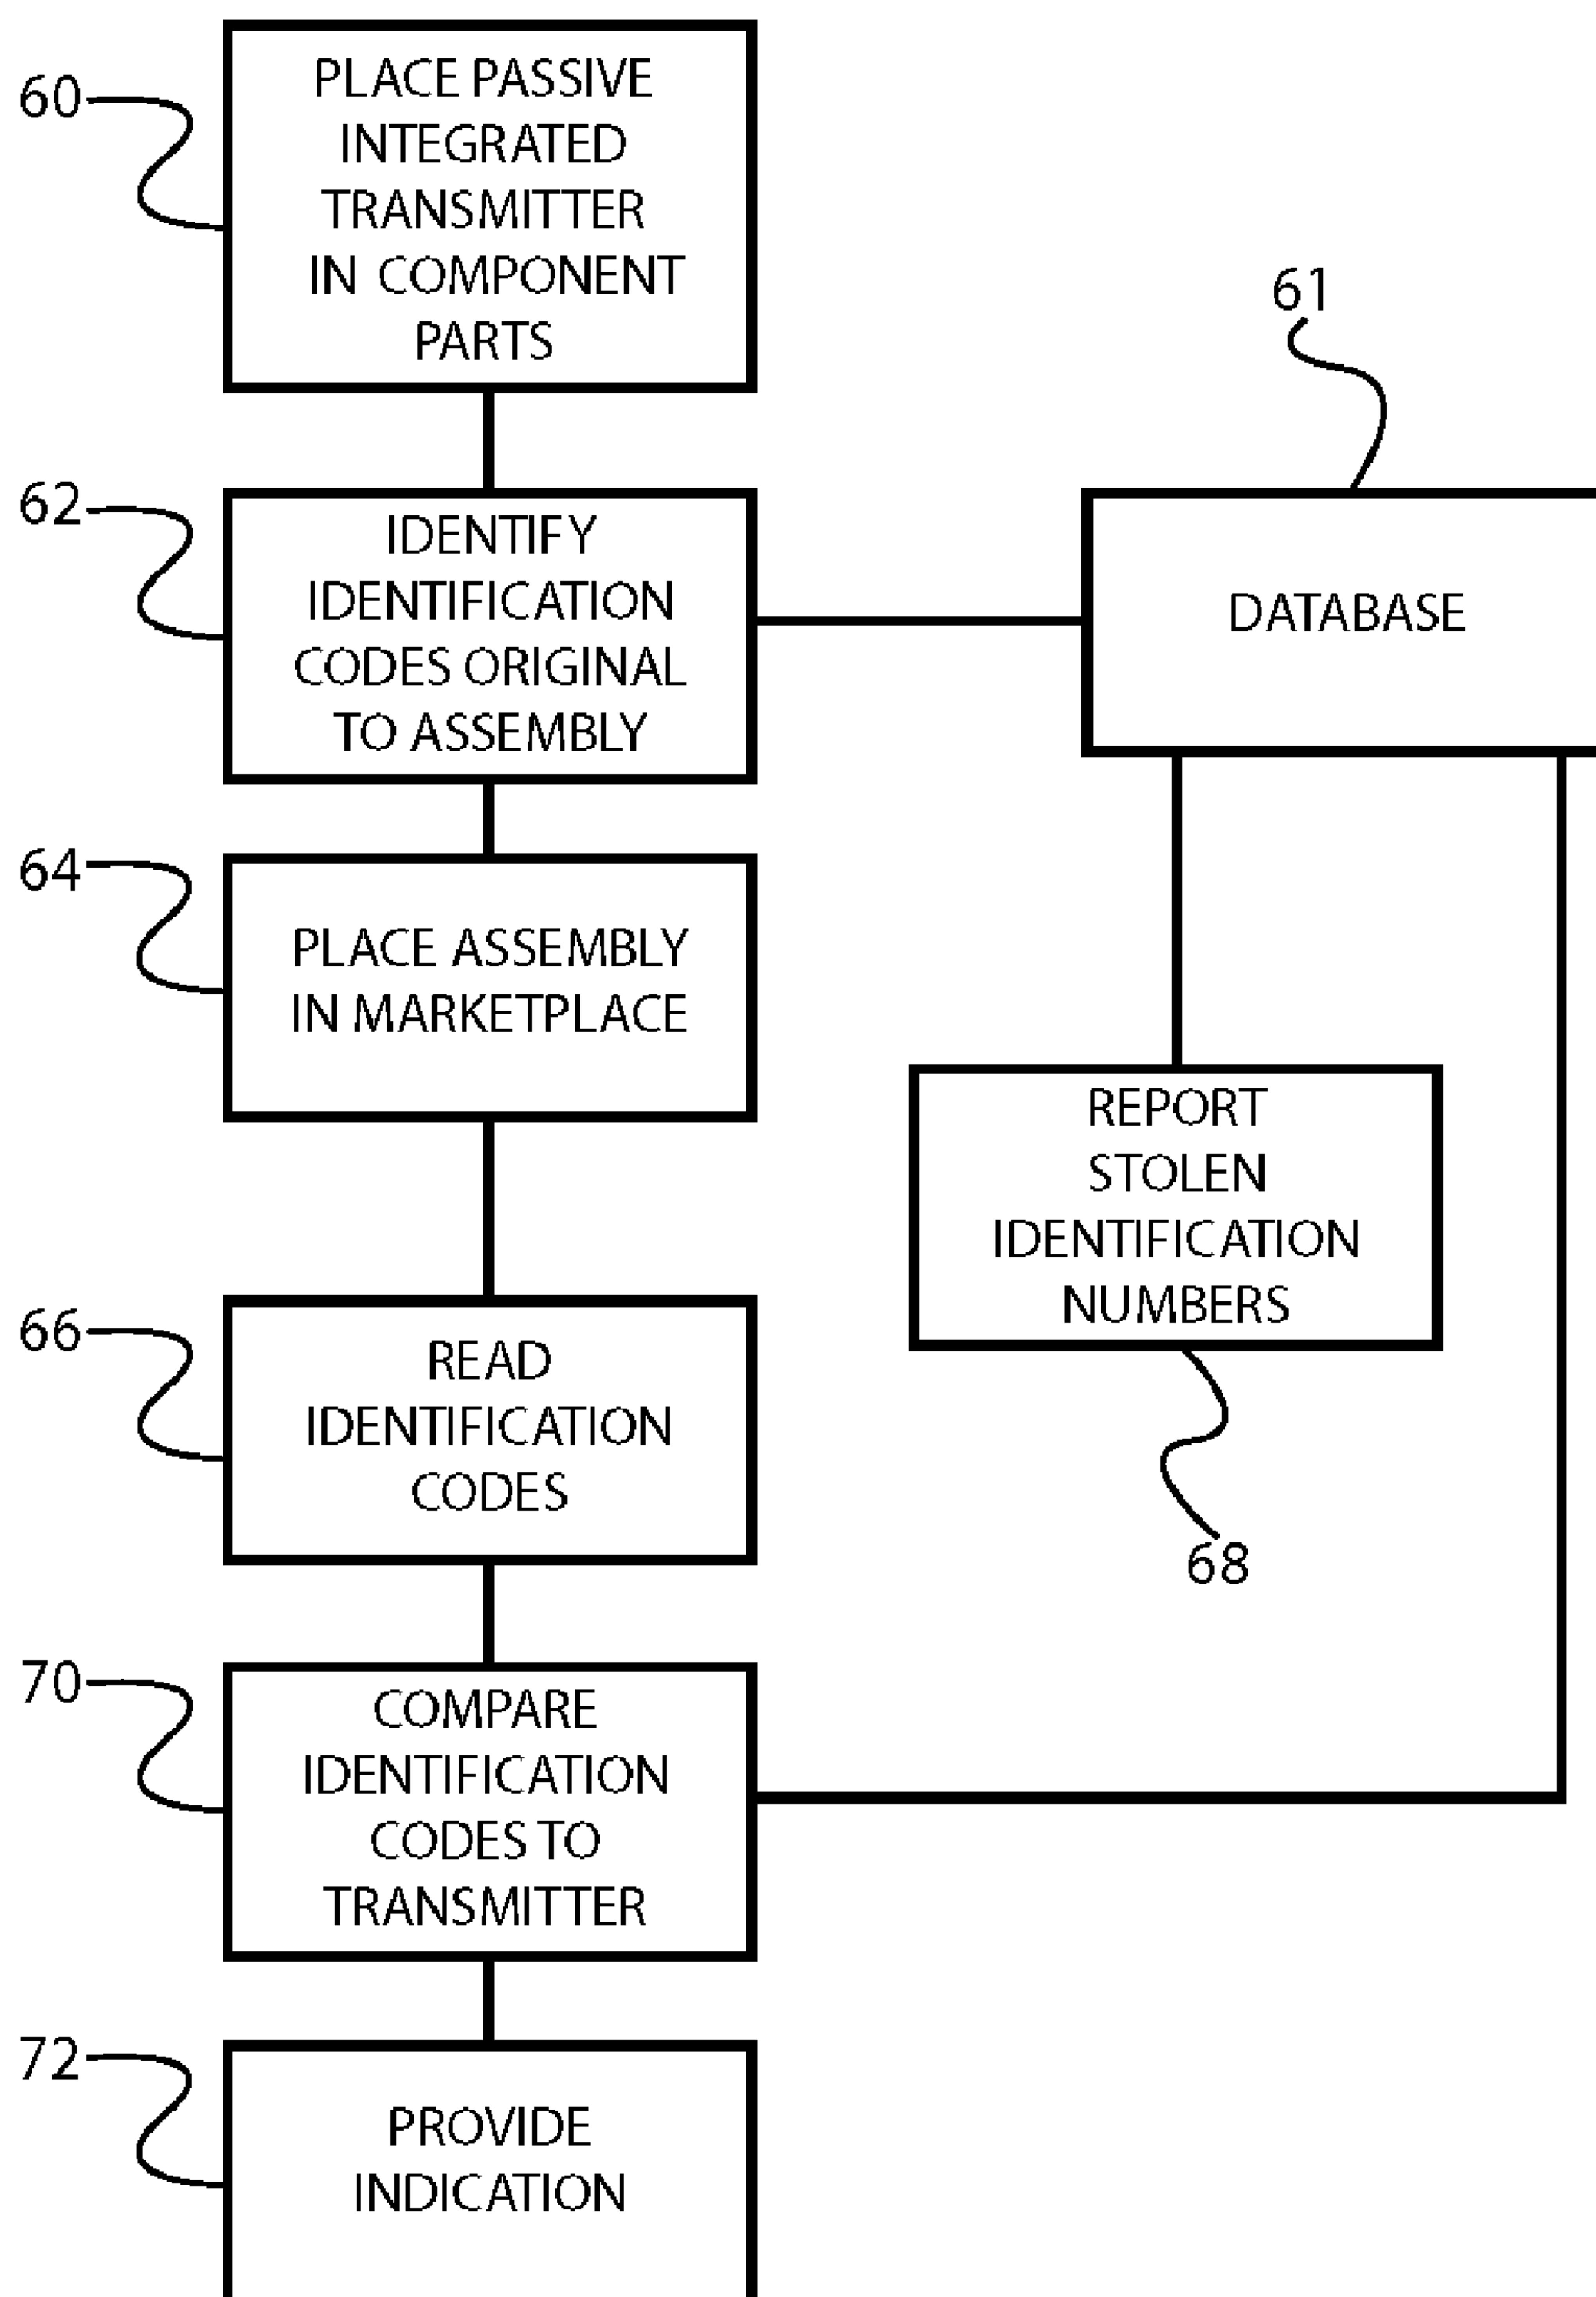 60
PLACE PASSIVE
INTEGRATED
TRANSMITTER
IN COMPONENT
PARTS
61
62
IDENTIFY
IDENTIFICATION
CODES ORIGINAL
TO ASSEMBLY
DATABASE
64
PLACE ASSEMBLY
IN MARKETPLACE
REPORT
STOLEN
IDENTIFICATION
NUMBERS
66
READ
IDENTIFICATION
CODES
68
70
COMPARE
IDENTIFICATION
CODES TO
TRANSMITTER
72
PROVIDE
INDICATION